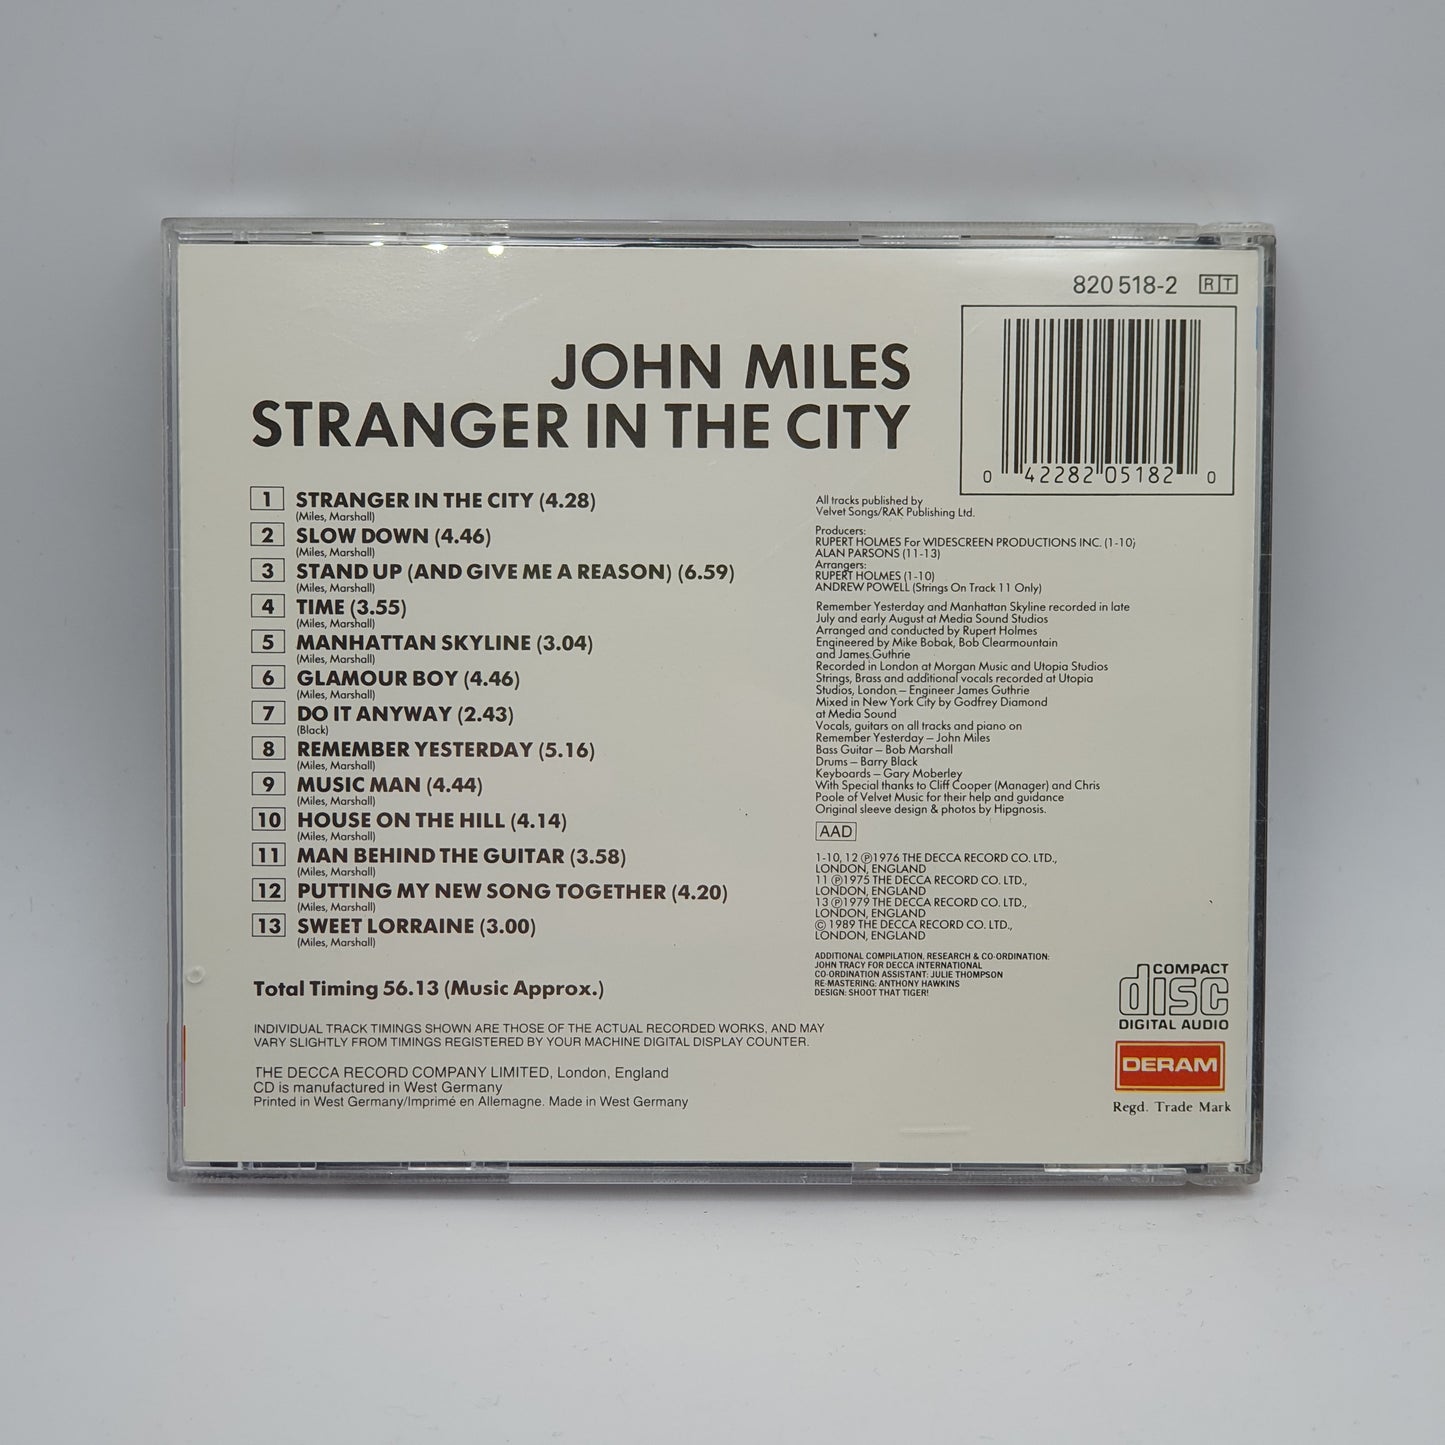 820 518-2 R T
JOHN MILES
STRANGER IN THE CITY
0 42282 05182 0
1 STRANGER IN THE CITY (4.28)
(Miles, Marshall)
2 SLOW DOWN (4.46)
(Miles, Marshall)
3 STAND UP (AND GIVE ME A REASON) (6.59)
(Miles, Marshall)
4 TIME (3.55)
(Miles, Marshall)
5 MANHATTAN SKYLINE (3.04)
(Miles, Marshall)
6 GLAMOUR BOY (4.46)
(Miles, Marshall)
7 DO IT ANYWAY (2.43)
(Black)
8 REMEMBER YESTERDAY (5.16)
(Miles, Marshall)
9 MUSIC MAN (4.44)
(Miles, Marshall)
10 HOUSE ON THE HILL (4.14)
(Miles, Marshall)
11 MAN BEHIND THE GUITAR (3.58)
(Miles, Marshall)
12 PUTTING MY NEW SONG TOGETHER (4.20)
(Miles, Marshall)
13 SWEET LORRAINE (3.00)
(Miles, Marshall)
Total Timing 56.13 (Music Approx.)
All tracks published by
Velvet Songs/RAK Publishing Ltd.
Producers:
RUPERT HOLMES For WIDESCREEN PRODUCTIONS INC. (1-10)
ALAN PARSONS (11-13)
Arrangers:
RUPERT HOLMES (1-10)
ANDREW POWELL (Strings On Track 11 Only)
Remember Yesterday and Manhattan Skyline recorded in late
July and early August at Media Sound Studios
Arranged and conducted by Rupert Holmes
Engineered by Mike Bobak, Bob Clearmountain
and James Guthrie
Recorded in London at Morgan Music and Utopia Studios
Strings, Brass and additional vocals recorded at Utopia
Studios, London – Engineer James Guthrie
Mixed in New York City by Godfrey Diamond
at Media Sound
Vocals, guitars on all tracks and piano on
Remember Yesterday – John Miles
Bass Guitar – Bob Marshall
Drums – Barry Black
Keyboards – Gary Moberley
With Special thanks to Cliff Cooper (Manager) and Chris
Poole of Velvet Music for their help and guidance
Original sleeve design & photos by Hipgnosis.
AAD
1-10, 12 ℗1976 THE DECCA RECORD CO. LTD.,
LONDON, ENGLAND
11 ℗1975 THE DECCA RECORD CO. LTD.,
LONDON, ENGLAND
13 ℗1979 THE DECCA RECORD CO. LTD.,
LONDON, ENGLAND
© 1989 THE DECCA RECORD CO. LTD.,
LONDON, ENGLAND
ADDITIONAL COMPILATION, RESEARCH & CO-ORDINATION:
JOHN TRACY FOR DECCA INTERNATIONAL
CO-ORDINATION ASSISTANT: JULIE THOMPSON
RE-MASTERING: ANTHONY HAWKINS
DESIGN: SHOOT THAT TIGER!
INDIVIDUAL TRACK TIMINGS SHOWN ARE THOSE OF THE ACTUAL RECORDED WORKS, AND MAY
VARY SLIGHTLY FROM TIMINGS REGISTERED BY YOUR MACHINE DIGITAL DISPLAY COUNTER.
THE DECCA RECORD COMPANY LIMITED, London, England
CD is manufactured in West Germany
Printed in West Germany/Imprimé en Allemagne. Made in West Germany
COMPACT
disc
DIGITAL AUDIO
DERAM
Regd. Trade Mark